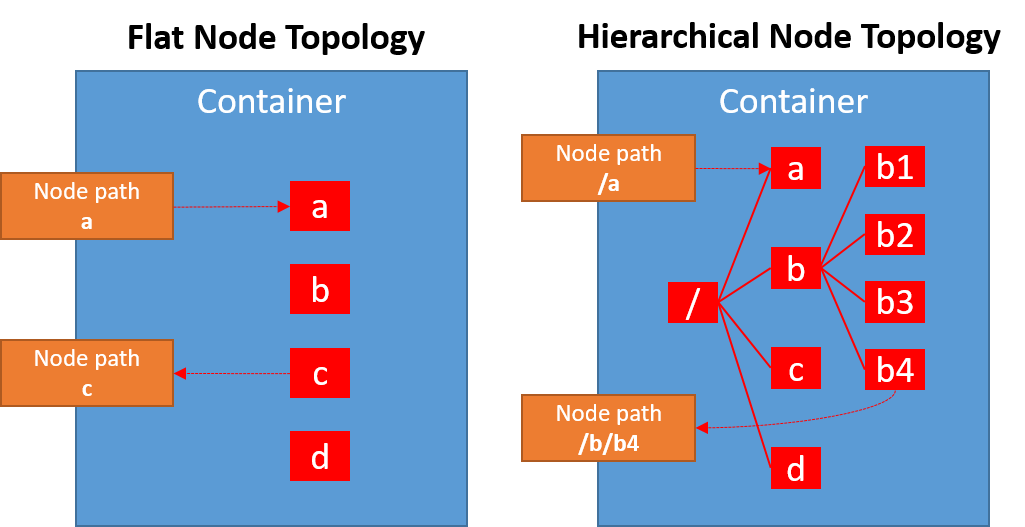 Flat Node Topology
Container
Node path
a
a
b
Node path
c
c
d
Hierarchical Node Topology
Container
Node path
/a
a
b1
b2
b
/
b3
c
b4
Node path
/b/b4
d